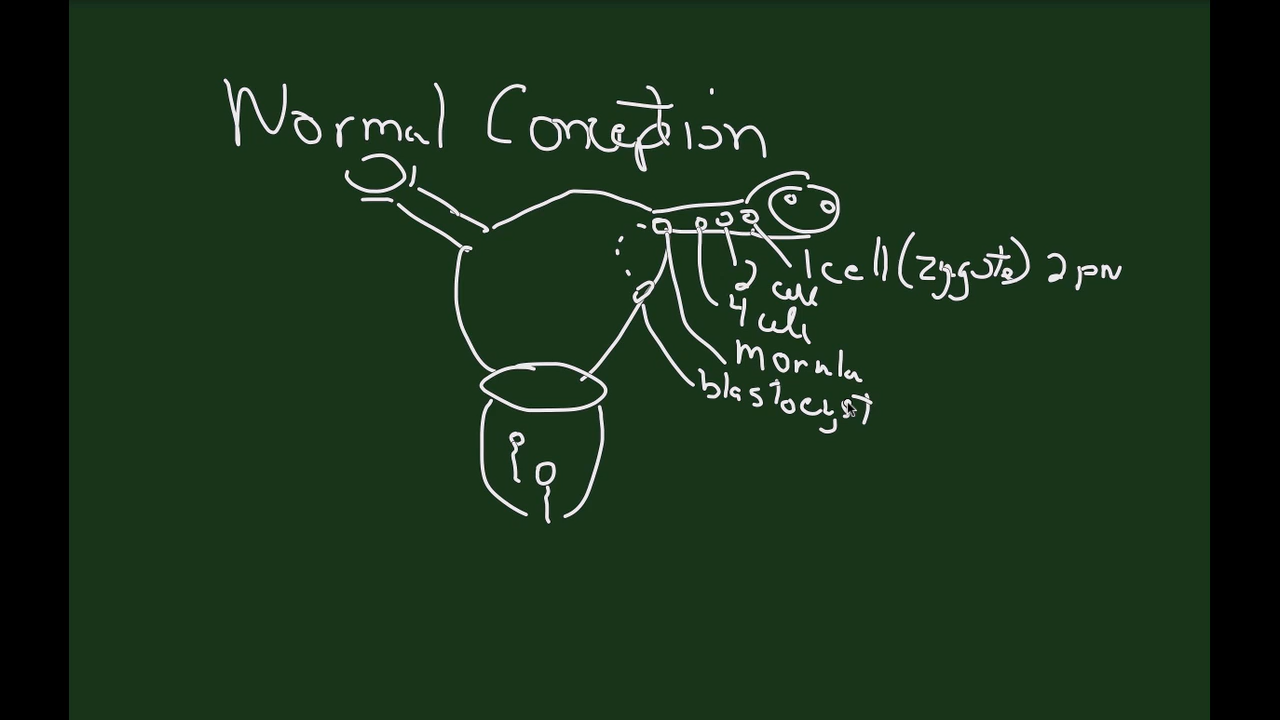 Normal Conception
1 cell (zygote) 2 pn
2 cell
4 cell
morula
blastocyst